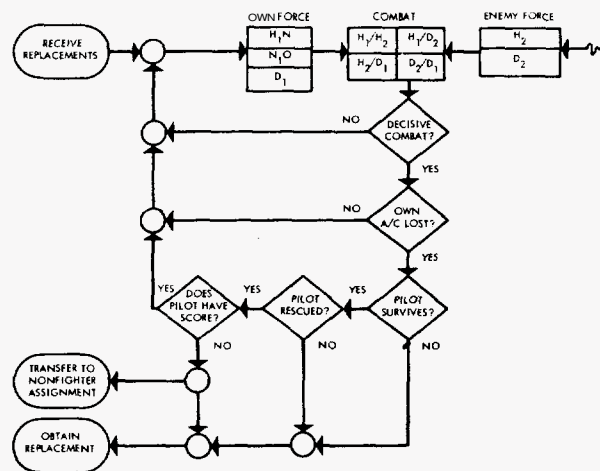 OWN FORCE
COMBAT
ENEMY FORCE
RECEIVE
REPLACEMENTS
H₁N
N₁O
D₁
H₁/H₂
H₁/D₂
H₂/D₁
D₂/D₁
H₂
D₂
NO
DECISIVE
COMBAT?
YES
NO
OWN
A/C LOST?
YES
YES
DOES
PILOT HAVE
SCORE?
YES
PILOT
RESCUED?
YES
PILOT
SURVIVES?
NO
NO
NO
TRANSFER TO
NONFIGHTER
ASSIGNMENT
OBTAIN
REPLACEMENT